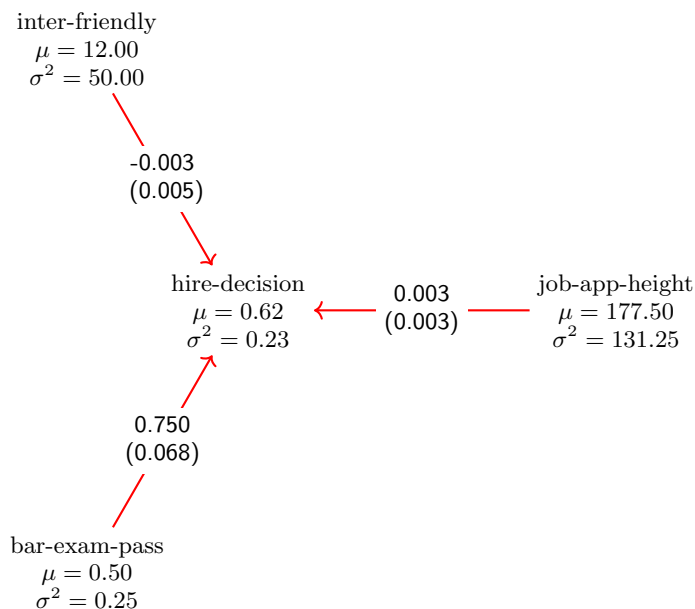 inter-friendly
μ = 12.00
σ² = 50.00
-0.003
(0.005)
hire-decision
μ = 0.62
σ² = 0.23
0.003
(0.003)
job-app-height
μ = 177.50
σ² = 131.25
0.750
(0.068)
bar-exam-pass
μ = 0.50
σ² = 0.25